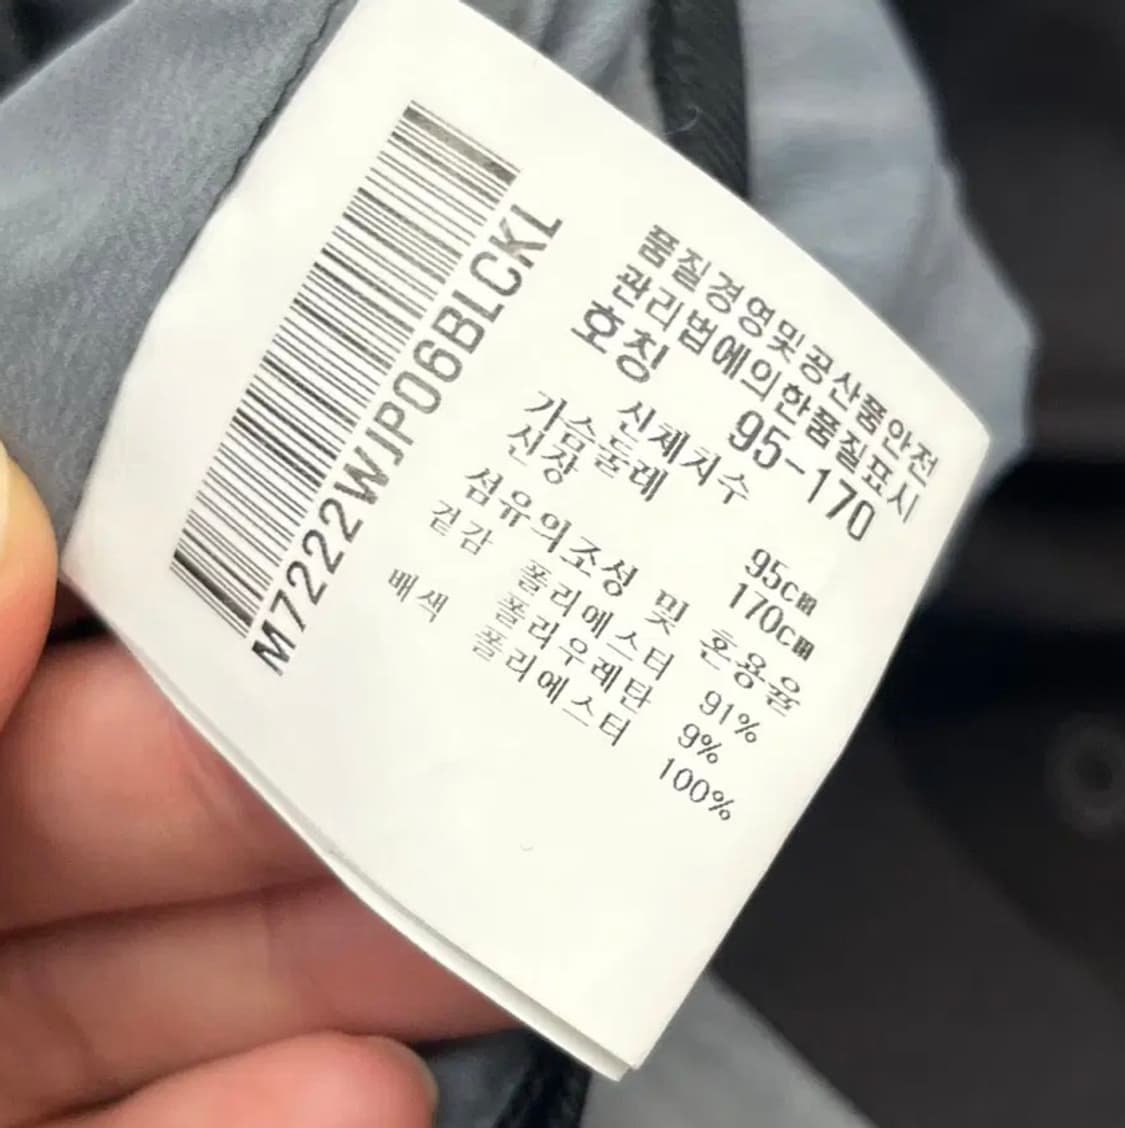 M7222WJP06BLCKL
품질경영및공산품안전
관리법에의한품질표시
호칭 95-170
신체치수
가슴둘레 95cm
신장 170cm
섬유의조성 및 혼용율
겉감 폴리에스터 91%
폴리우레탄 9%
배색 폴리에스터 100%